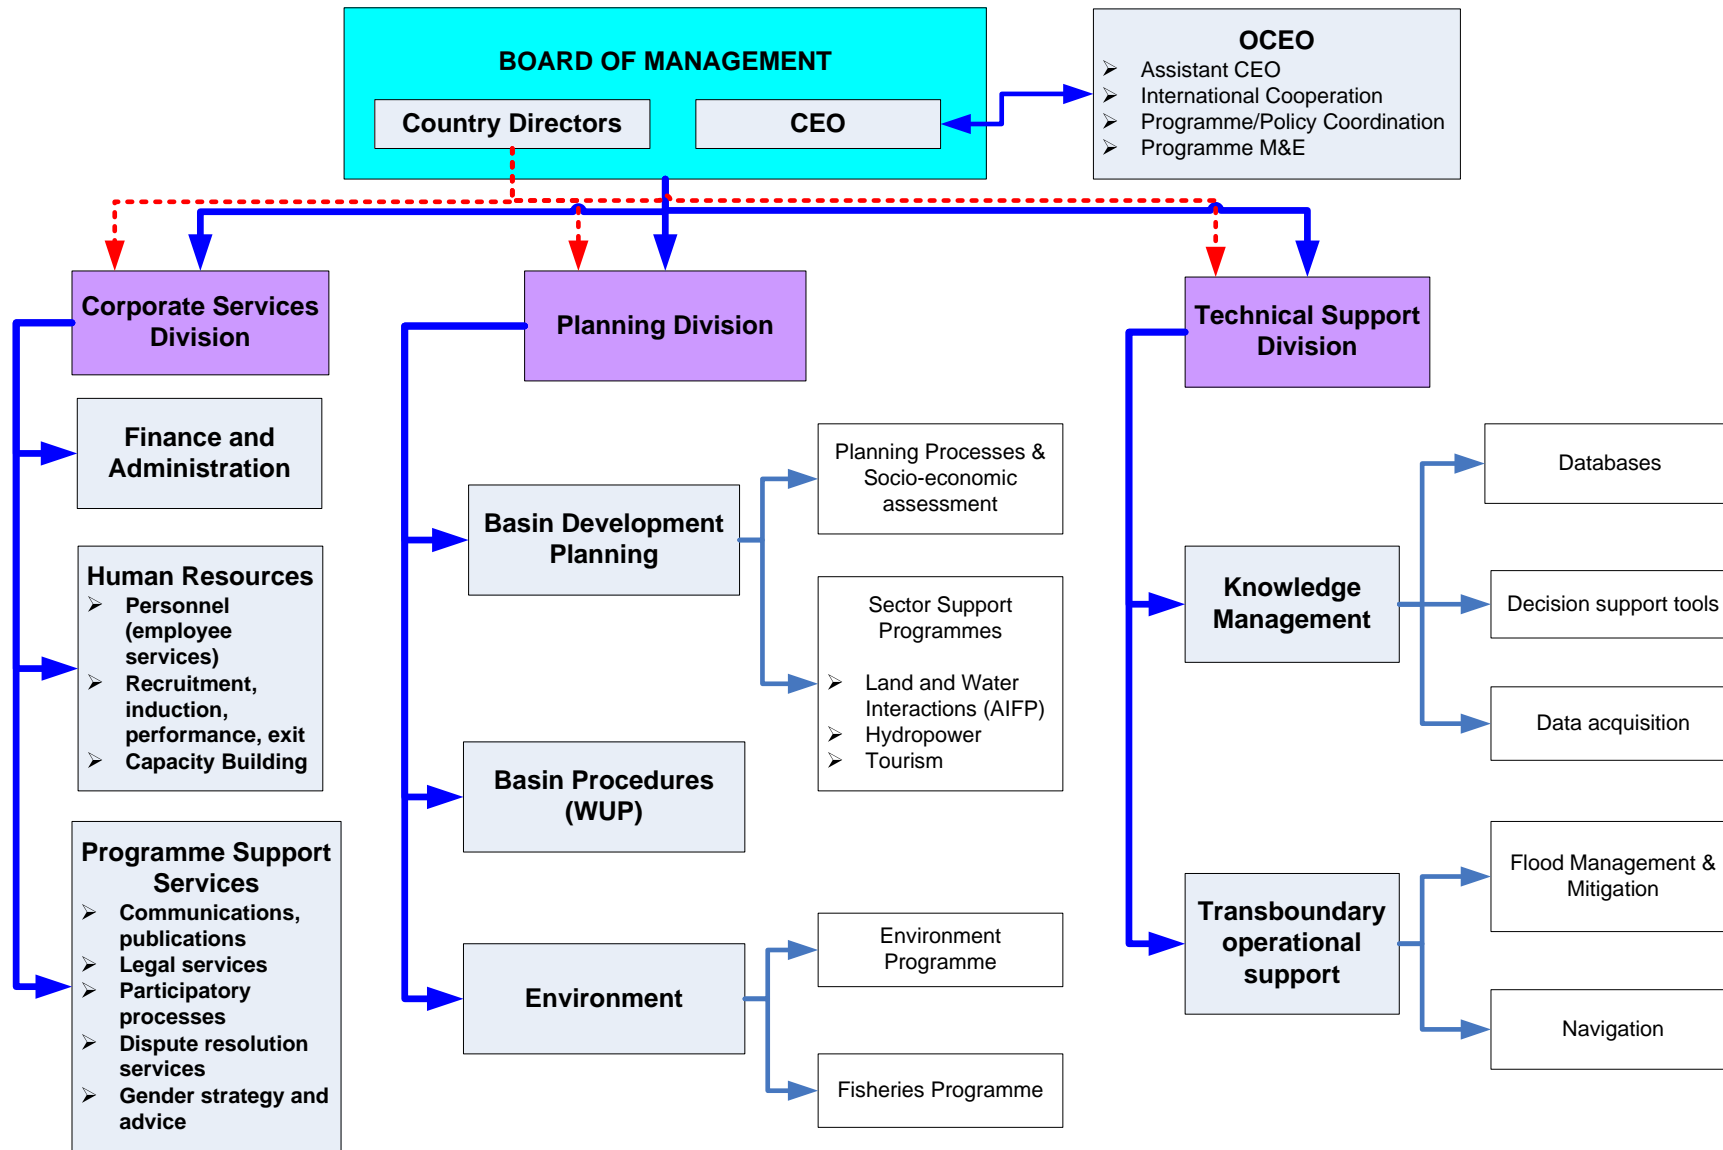 BOARD OF MANAGEMENT
Country Directors
CEO
OCEO
➢ Assistant CEO
➢ International Cooperation
➢ Programme/Policy Coordination
➢ Programme M&E
Corporate Services
Division
Planning Division
Technical Support
Division
Finance and
Administration
Human Resources
➢ Personnel
(employee
services)
➢ Recruitment,
induction,
performance, exit
➢ Capacity Building
Programme Support
Services
➢ Communications,
publications
➢ Legal services
➢ Participatory
processes
➢ Dispute resolution
services
➢ Gender strategy and
advice
Basin Development
Planning
Planning Processes &
Socio-economic
assessment
Sector Support
Programmes
➢ Land and Water
Interactions (AIFP)
➢ Hydropower
➢ Tourism
Basin Procedures
(WUP)
Environment
Environment
Programme
Fisheries Programme
Knowledge
Management
Databases
Decision support tools
Data acquisition
Transboundary
operational
support
Flood Management &
Mitigation
Navigation